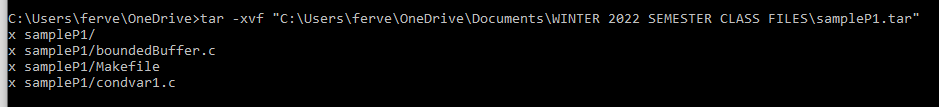 C:\Users\ferve\OneDrive>tar -xvf "C:\Users\ferve\OneDrive\Documents\WINTER 2022 SEMESTER CLASS FILES\sampleP1.tar"
x sampleP1/
x sampleP1/boundedBuffer.c
x sampleP1/Makefile
x sampleP1/condvar1.c